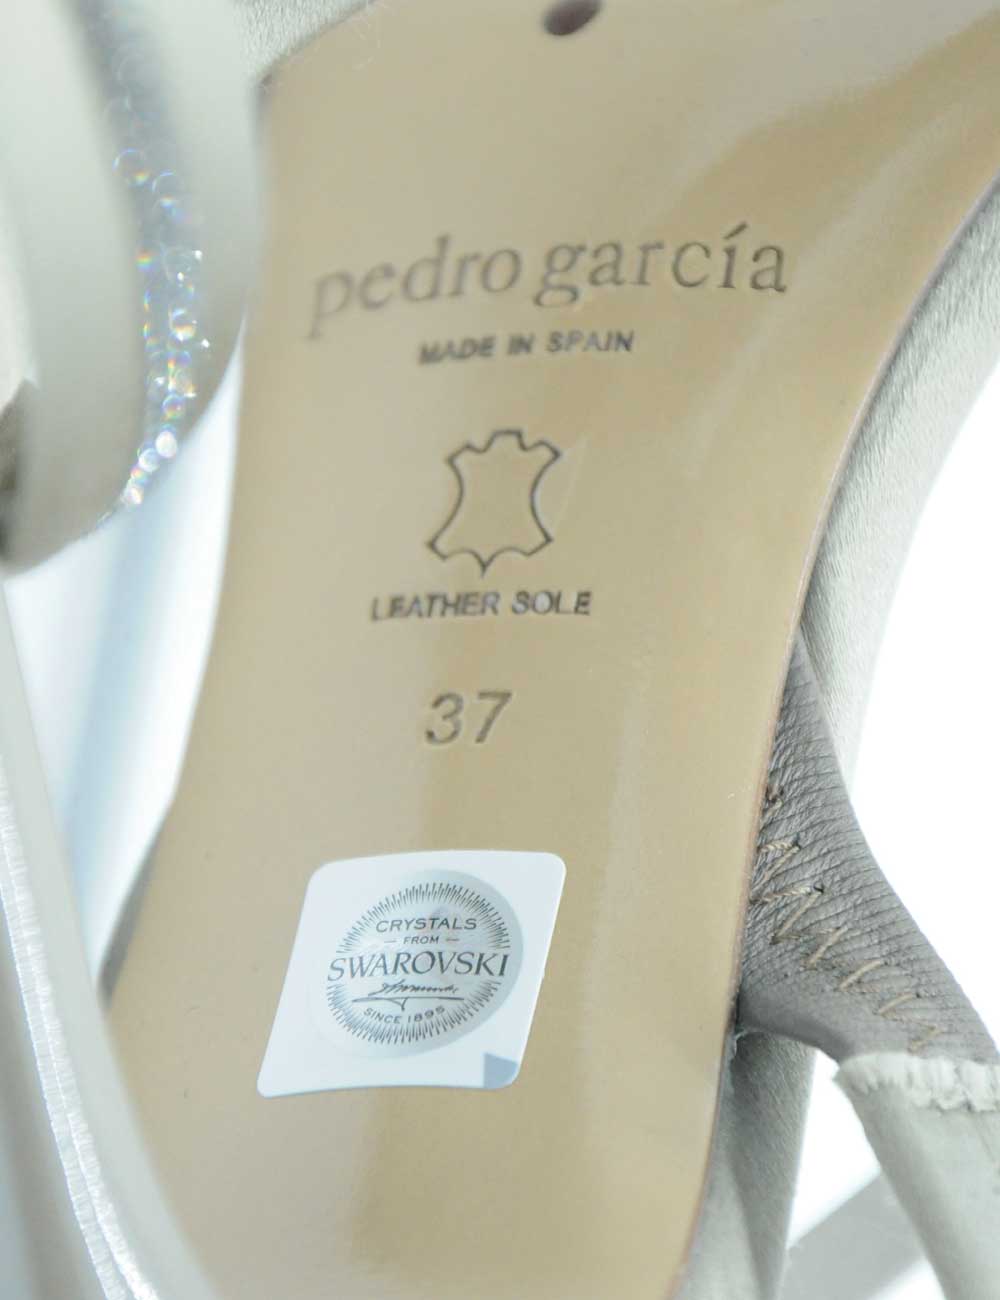 pedro garcía
MADE IN SPAIN
LEATHER SOLE
37
CRYSTALS
FROM
SWAROVSKI
SINCE 1895